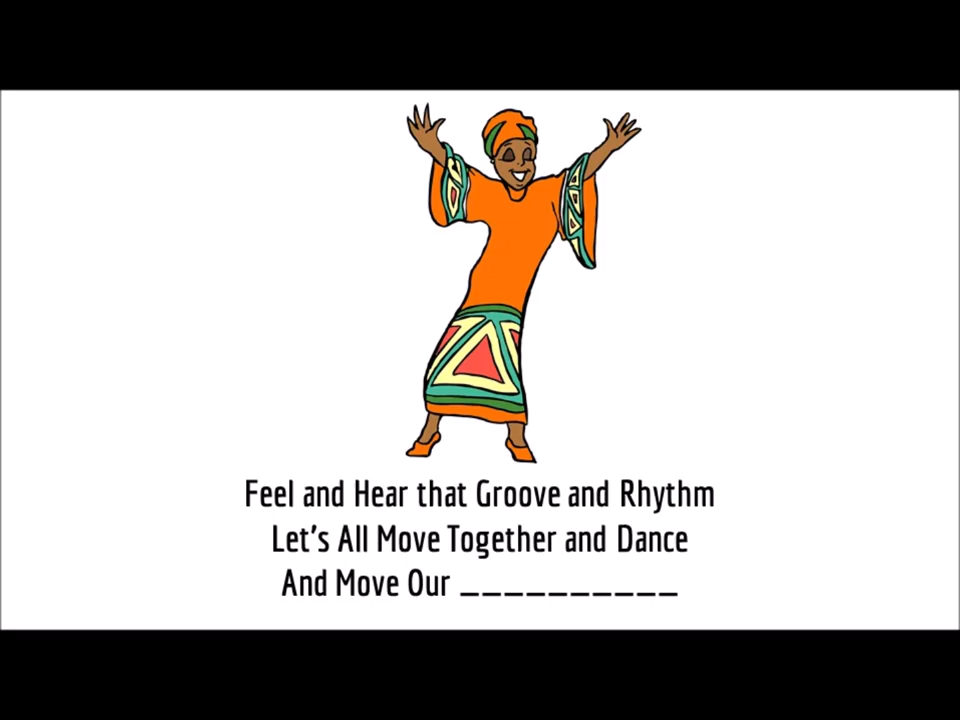 Feel and Hear that Groove and Rhythm
Let's All Move Together and Dance
And Move Our __________